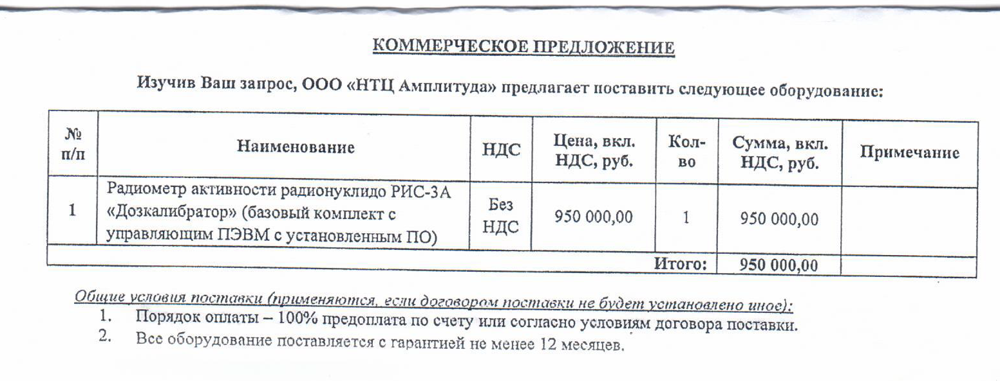 КОММЕРЧЕСКОЕ ПРЕДЛОЖЕНИЕ
Изучив Ваш запрос, ООО «НТЦ Амплитуда» предлагает поставить следующее оборудование:
№ п/п Наименование НДС Цена, вкл. НДС, руб. Кол-во Сумма, вкл. НДС, руб. Примечание
1 Радиометр активности радионуклидо РИС-3А
«Дозкалибратор» (базовый комплект с
управляющим ПЭВМ с установленным ПО)
Без
НДС
950 000,00 1 950 000,00
Итого: 950 000,00
Общие условия поставки (применяются, если договором поставки не будет установлено иное):
1. Порядок оплаты – 100% предоплата по счету или согласно условиям договора поставки.
2. Все оборудование поставляется с гарантией не менее 12 месяцев.